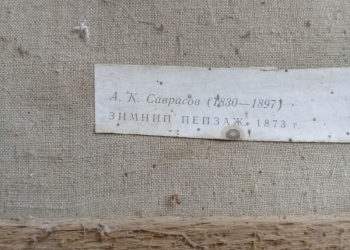 А. К. Саврасов (1830—1897)
ЗИМНИЙ ПЕЙЗАЖ. 1873 г.